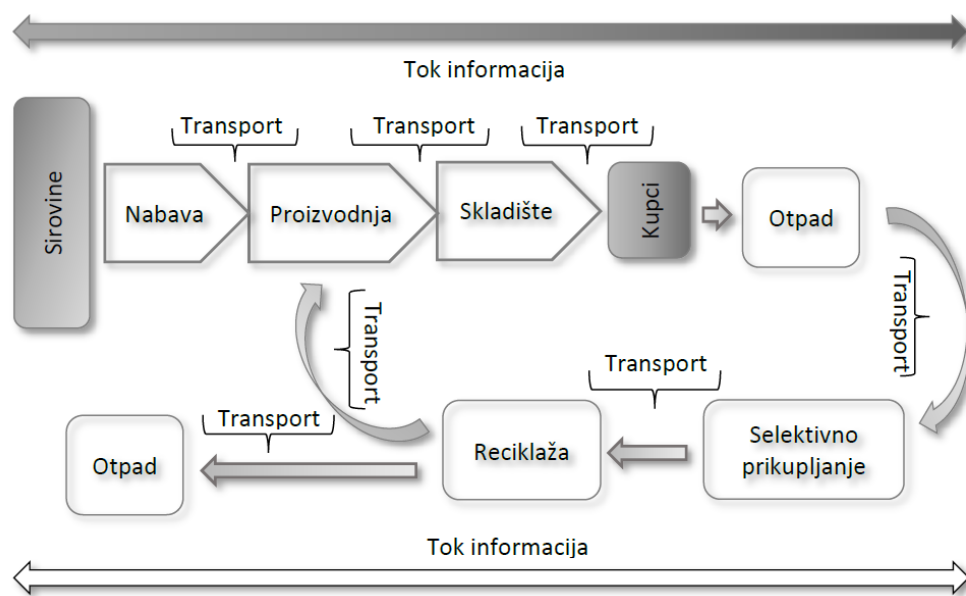 Tok informacija
Transport
Transport
Transport
Sirovine
Nabava
Proizvodnja
Skladište
Kupci
Otpad
Transport
Transport
Transport
Transport
Otpad
Reciklaža
Selektivno
prikupljanje
Tok informacija